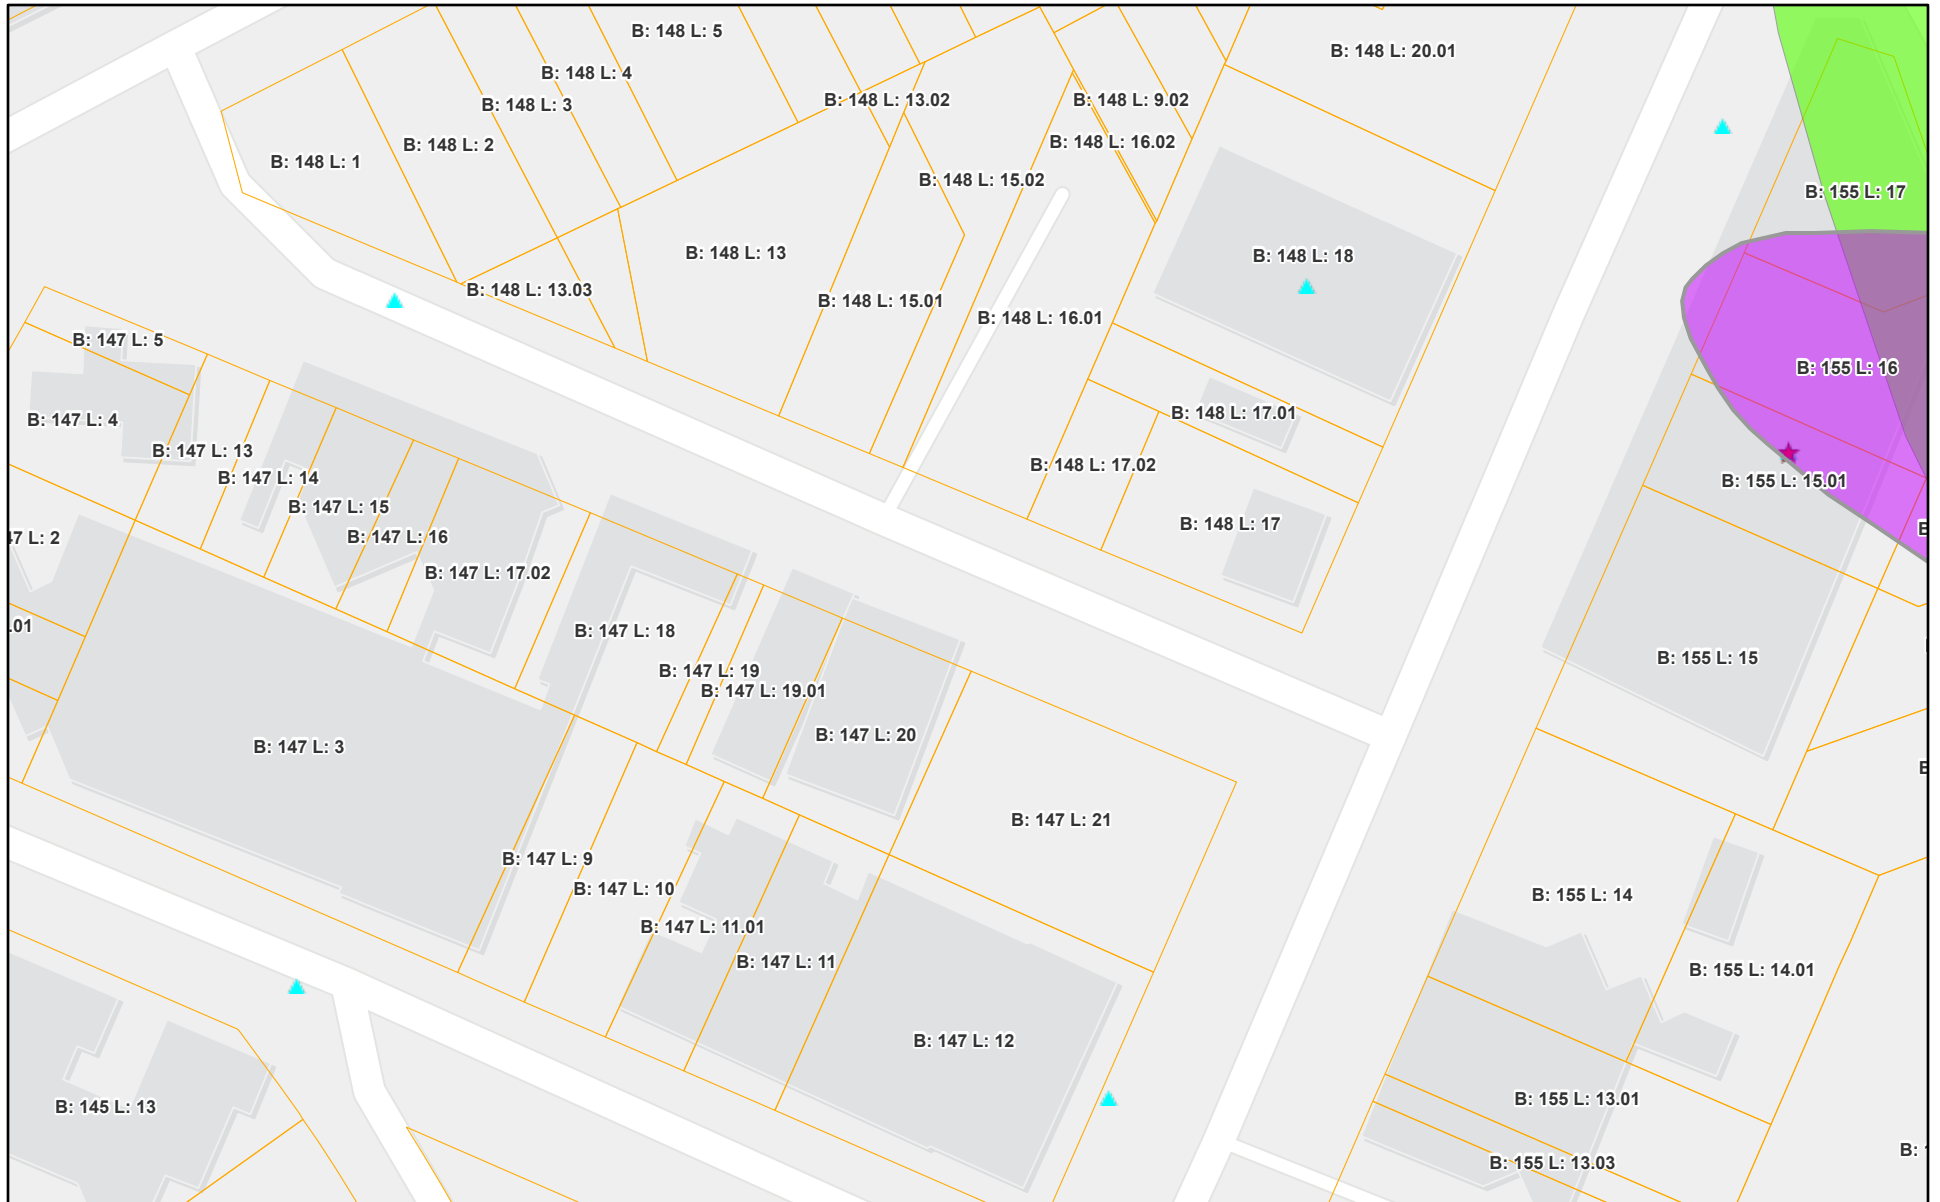 B: 148 L: 5
B: 148 L: 20.01
B: 148 L: 4
B: 148 L: 3
B: 148 L: 13.02
B: 148 L: 9.02
B: 148 L: 2
B: 148 L: 16.02
B: 148 L: 1
B: 148 L: 15.02
B: 155 L: 17
B: 148 L: 13
B: 148 L: 18
B: 148 L: 13.03
B: 148 L: 15.01
B: 148 L: 16.01
B: 147 L: 5
B: 155 L: 16
B: 147 L: 4
B: 148 L: 17.01
B: 147 L: 13
B: 148 L: 17.02
B: 147 L: 14
B: 155 L: 15.01
B: 147 L: 15
B: 148 L: 17
B: 147 L: 16
47 L: 2
B: 147 L: 17.02
.01
B: 147 L: 18
B: 155 L: 15
B: 147 L: 19
B: 147 L: 19.01
B: 147 L: 20
B: 147 L: 3
B: 147 L: 21
B: 147 L: 9
B: 147 L: 10
B: 155 L: 14
B: 147 L: 11.01
B: 147 L: 11
B: 155 L: 14.01
B: 147 L: 12
B: 155 L: 13.01
B: 145 L: 13
B:
B: 155 L: 13.03